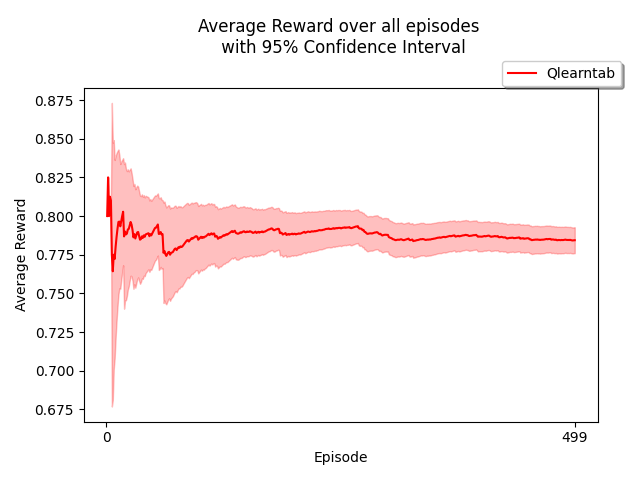 Average Reward over all episodes
with 95% Confidence Interval
Qlearntab
0.875
0.850
0.825
0.800
0.775
0.750
0.725
0.700
0.675
Average Reward
0
499
Episode